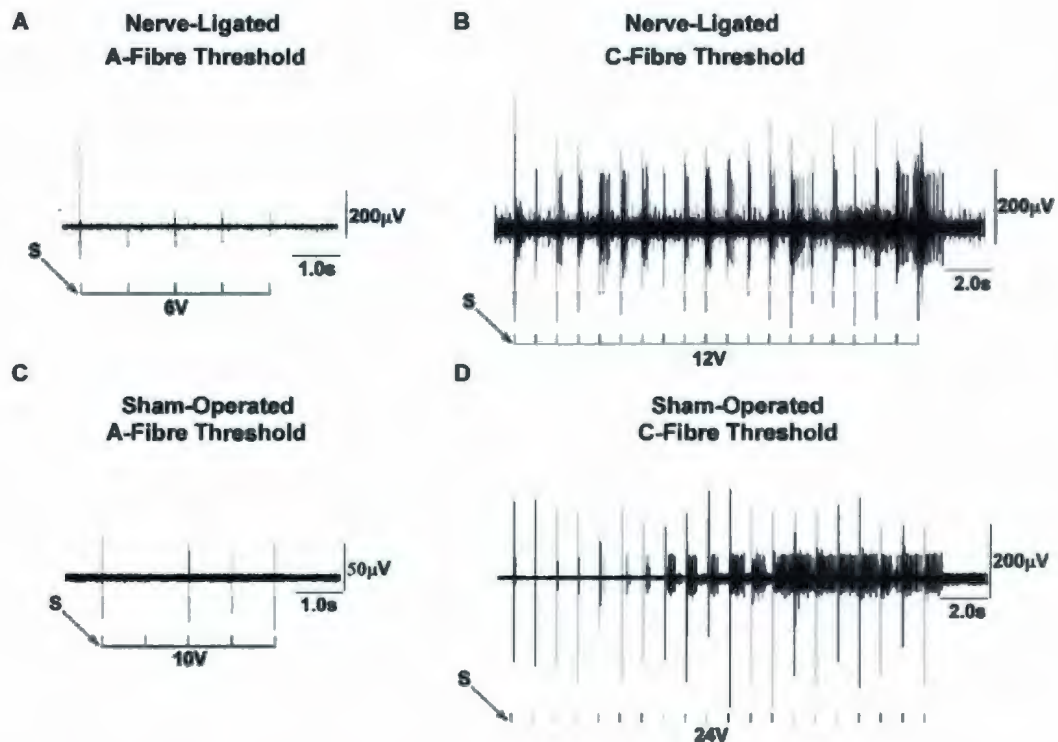 A
Nerve-Ligated
A-Fibre Threshold
200µV
1.0s
S
6V
B
Nerve-Ligated
C-Fibre Threshold
200µV
2.0s
S
12V
C
Sham-Operated
A-Fibre Threshold
50µV
1.0s
S
10V
D
Sham-Operated
C-Fibre Threshold
200µV
2.0s
S
24V